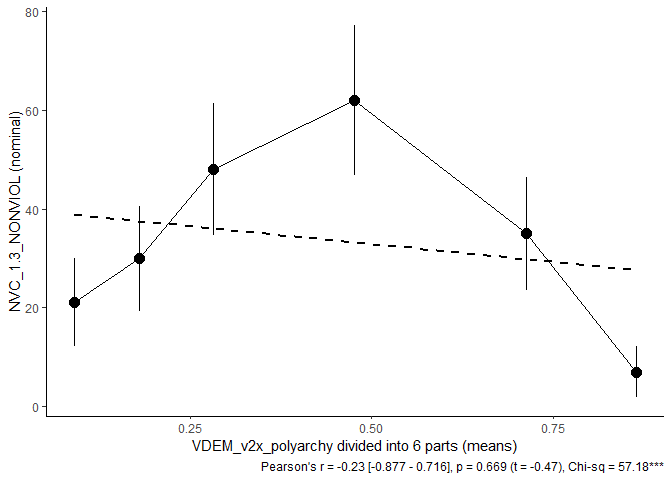 80
60
40
20
0
NVC_1.3_NONVIOL (nominal)
0.25
0.50
0.75
VDEM_v2x_polyarchy divided into 6 parts (means)
Pearson's r = -0.23 [-0.877 - 0.716], p = 0.669 (t = -0.47), Chi-sq = 57.18***